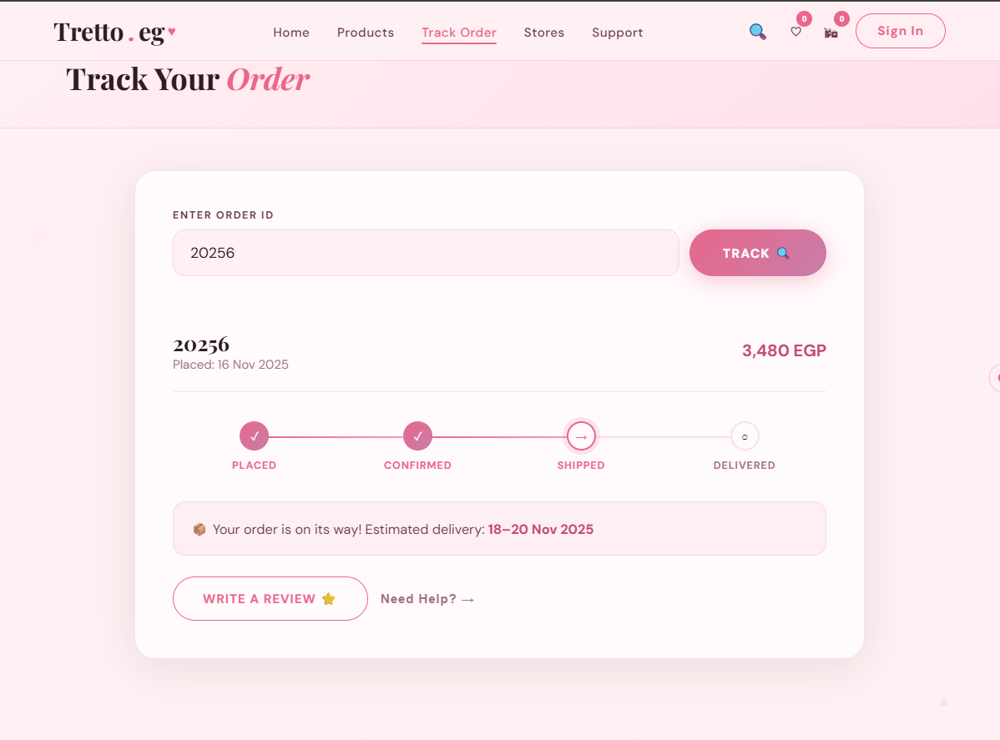 Tretto.eg♥
Home Products Track Order Stores Support
0 0
Sign In
Track Your Order
ENTER ORDER ID
20256
TRACK 🔍
20256
Placed: 16 Nov 2025
3,480 EGP
✓ ✓ → ○
PLACED CONFIRMED SHIPPED DELIVERED
📦 Your order is on its way! Estimated delivery: 18–20 Nov 2025
WRITE A REVIEW ⭐ Need Help? →